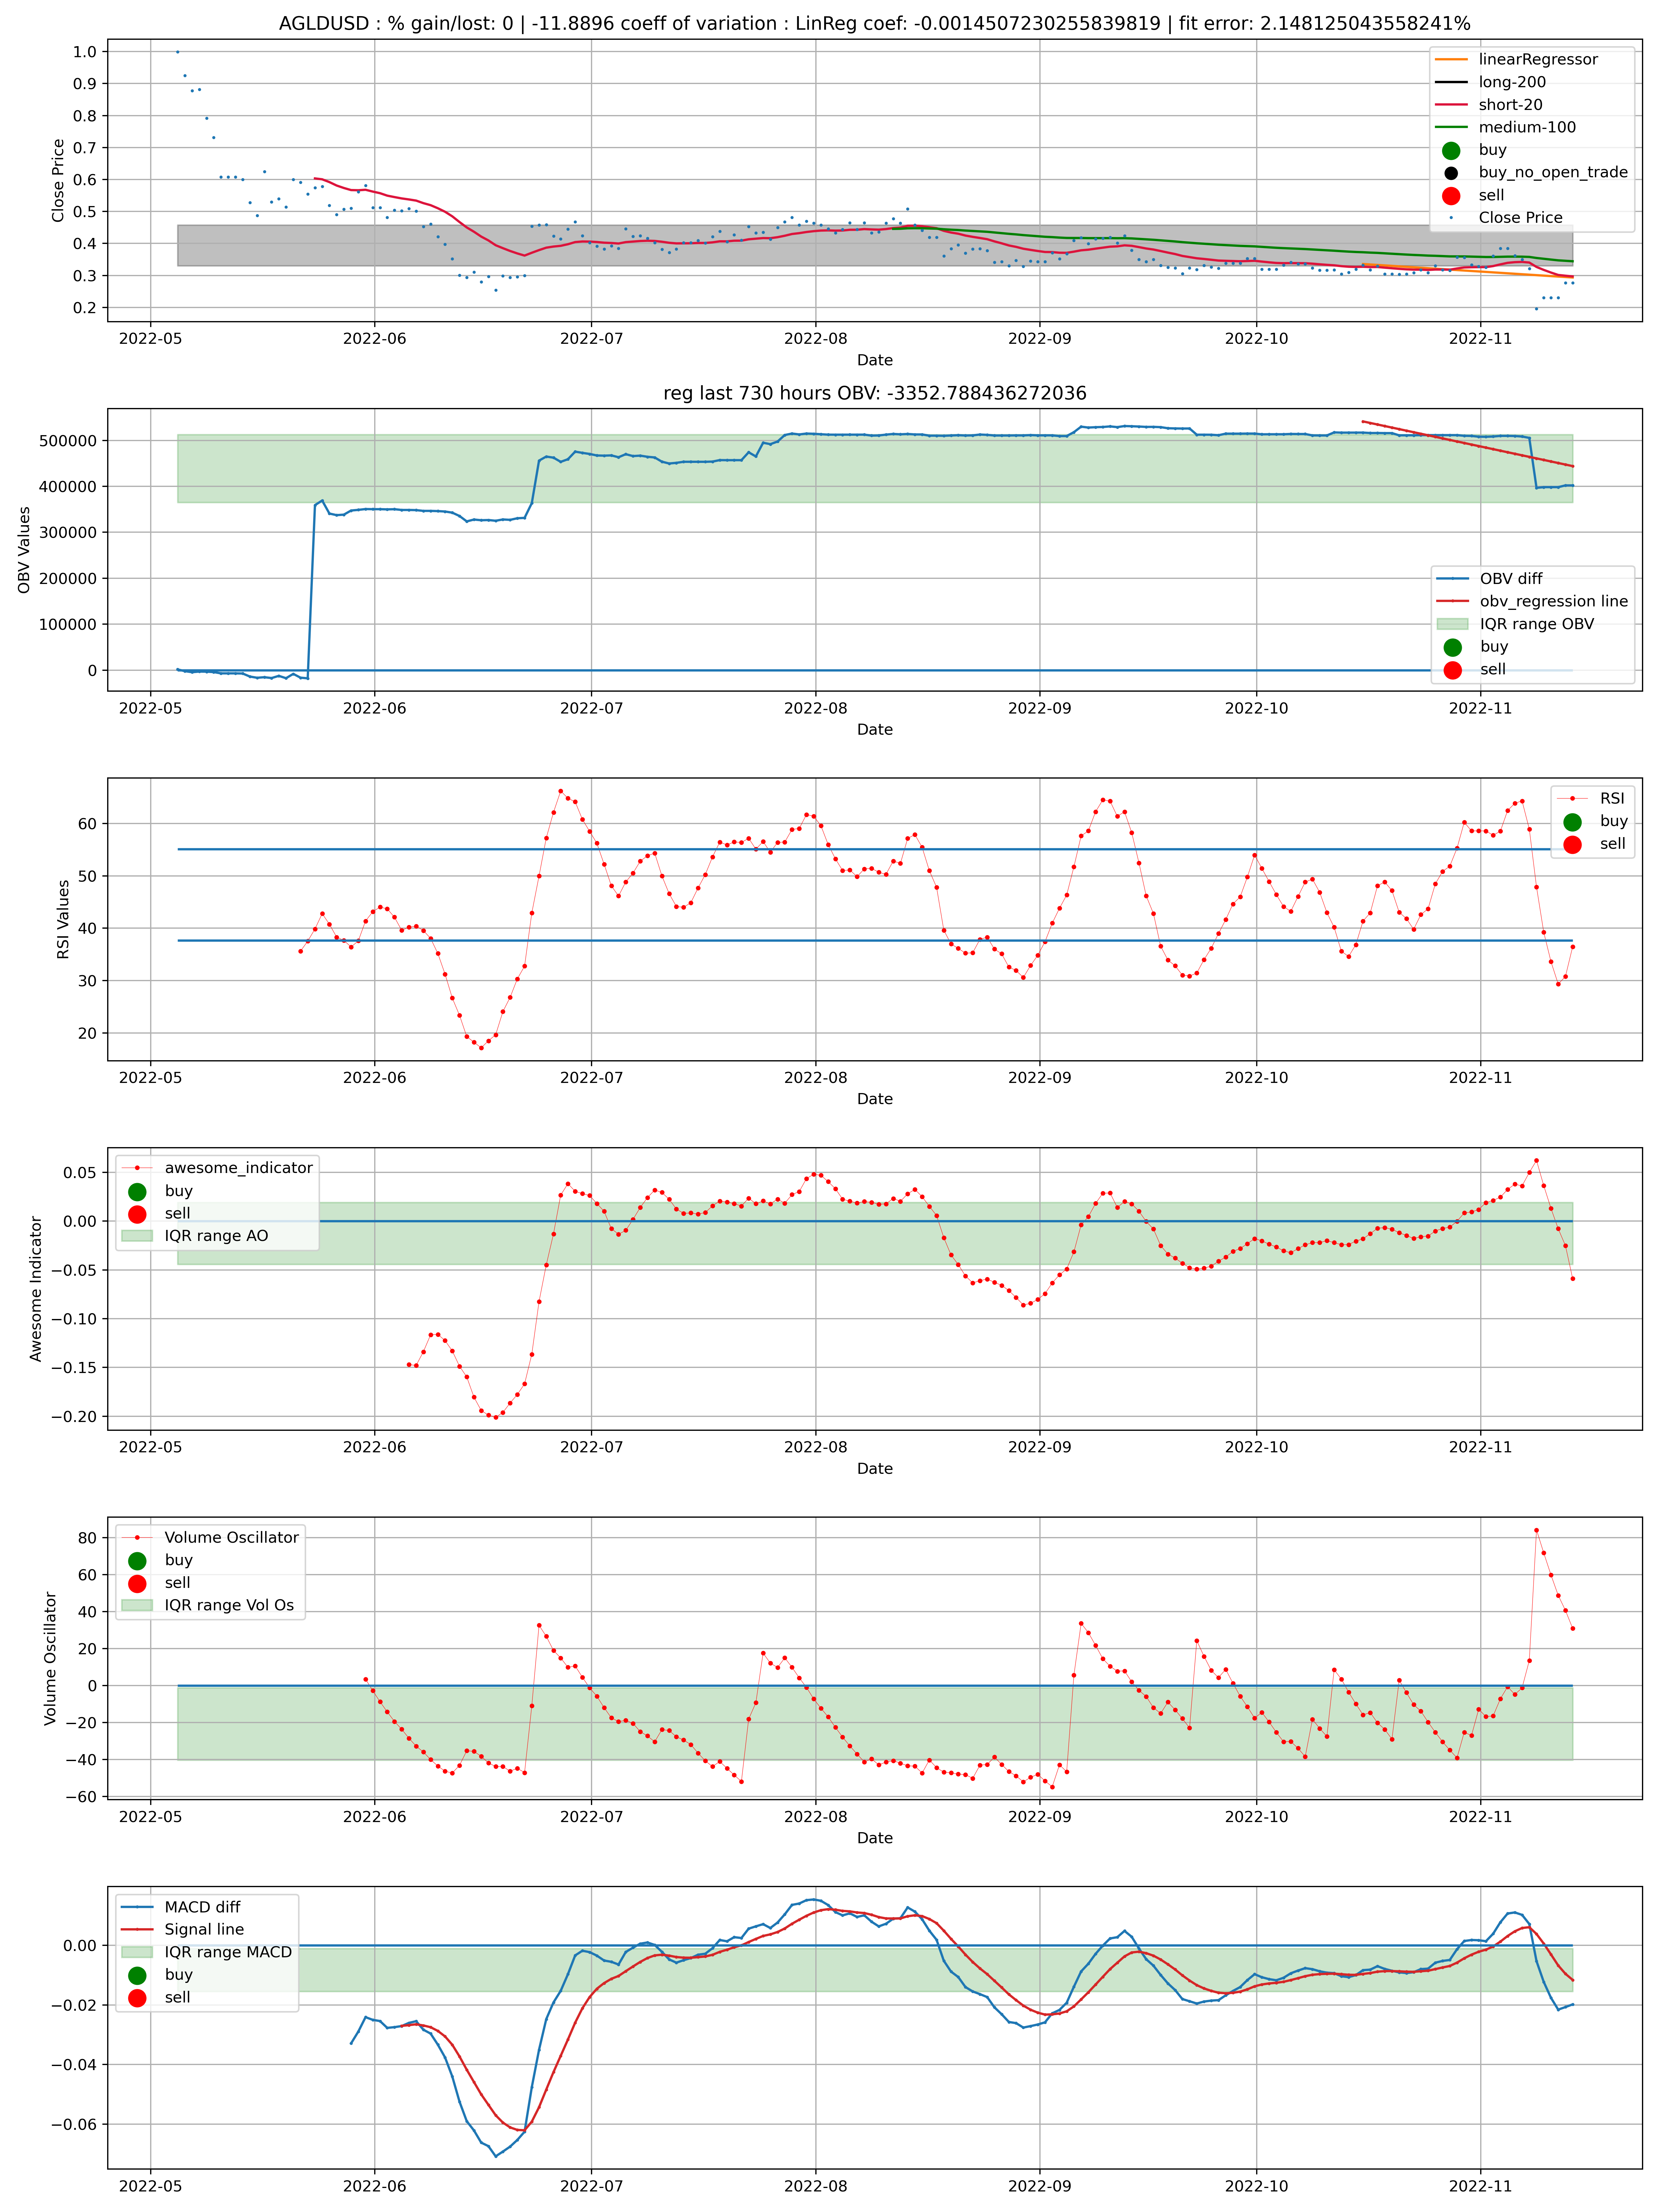 AGLDUSD : % gain/lost: 0 | -11.8896 coeff of variation : LinReg coef: -0.0014507230255839819 | fit error: 2.148125043558241%
1.0
0.9
0.8
0.7
0.6
0.5
0.4
0.3
0.2
Close Price
linearRegressor
long-200
short-20
medium-100
buy
buy_no_open_trade
sell
Close Price
2022-05 2022-06 2022-07 2022-08 2022-09 2022-10 2022-11
Date
reg last 730 hours OBV: -3352.788436272036
500000
400000
300000
200000
100000
0
OBV Values
OBV diff
obv_regression line
IQR range OBV
buy
sell
2022-05 2022-06 2022-07 2022-08 2022-09 2022-10 2022-11
Date
60
50
40
30
20
RSI Values
RSI
buy
sell
2022-05 2022-06 2022-07 2022-08 2022-09 2022-10 2022-11
Date
0.05
0.00
−0.05
−0.10
−0.15
−0.20
Awesome Indicator
awesome_indicator
buy
sell
IQR range AO
2022-05 2022-06 2022-07 2022-08 2022-09 2022-10 2022-11
Date
80
60
40
20
0
−20
−40
−60
Volume Oscillator
Volume Oscillator
buy
sell
IQR range Vol Os
2022-05 2022-06 2022-07 2022-08 2022-09 2022-10 2022-11
Date
0.00
−0.02
−0.04
−0.06
MACD diff
Signal line
IQR range MACD
buy
sell
2022-05 2022-06 2022-07 2022-08 2022-09 2022-10 2022-11